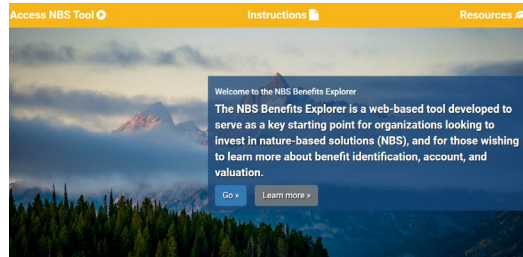 Access NBS Tool
Instructions
Resources
Welcome to the NBS Benefits Explorer
The NBS Benefits Explorer is a web-based tool developed to
serve as a key starting point for organizations looking to
invest in nature-based solutions (NBS), and for those wishing
to learn more about benefit identification, account, and
valuation.
Go »
Learn more »